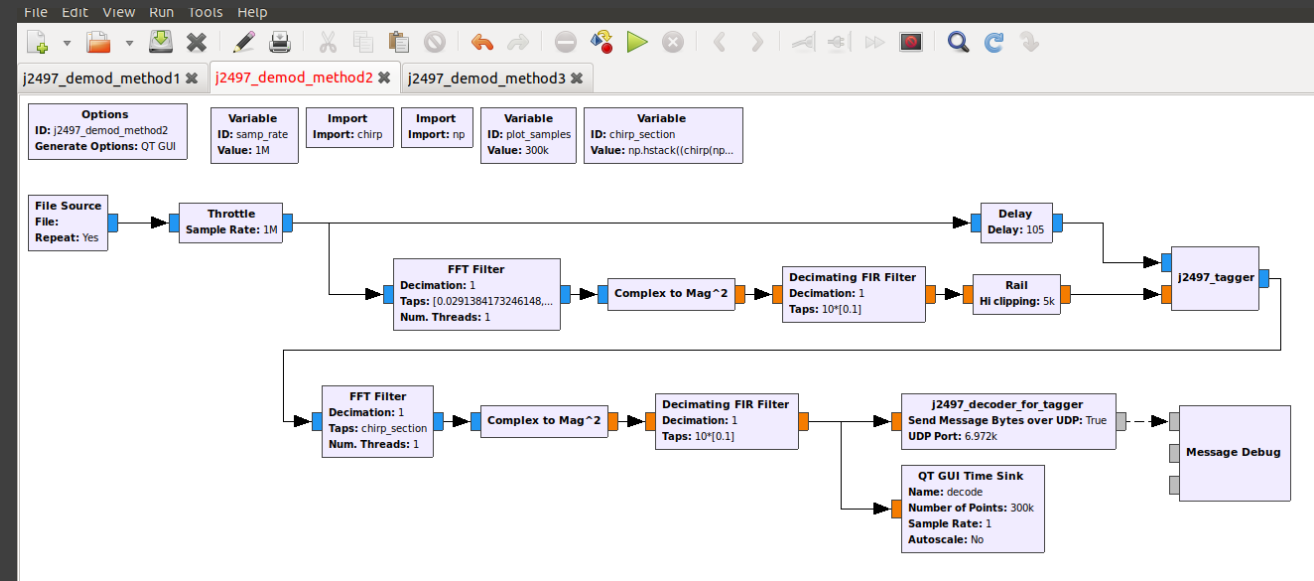 File Edit View Run Tools Help
j2497_demod_method1 j2497_demod_method2 j2497_demod_method3
Options
ID: j2497_demod_method2
Generate Options: QT GUI
Variable
ID: samp_rate
Value: 1M
Import
Import: chirp
Import
Import: np
Variable
ID: plot_samples
Value: 300k
Variable
ID: chirp_section
Value: np.hstack((chirp(np...
File Source
File:
Repeat: Yes
Throttle
Sample Rate: 1M
Delay
Delay: 105
FFT Filter
Decimation: 1
Taps: [0.0291384173246148,...
Num. Threads: 1
Complex to Mag^2
Decimating FIR Filter
Decimation: 1
Taps: 10*[0.1]
Rail
Hi clipping: 5k
j2497_tagger
FFT Filter
Decimation: 1
Taps: chirp_section
Num. Threads: 1
Complex to Mag^2
Decimating FIR Filter
Decimation: 1
Taps: 10*[0.1]
j2497_decoder_for_tagger
Send Message Bytes over UDP: True
UDP Port: 6.972k
Message Debug
QT GUI Time Sink
Name: decode
Number of Points: 300k
Sample Rate: 1
Autoscale: No